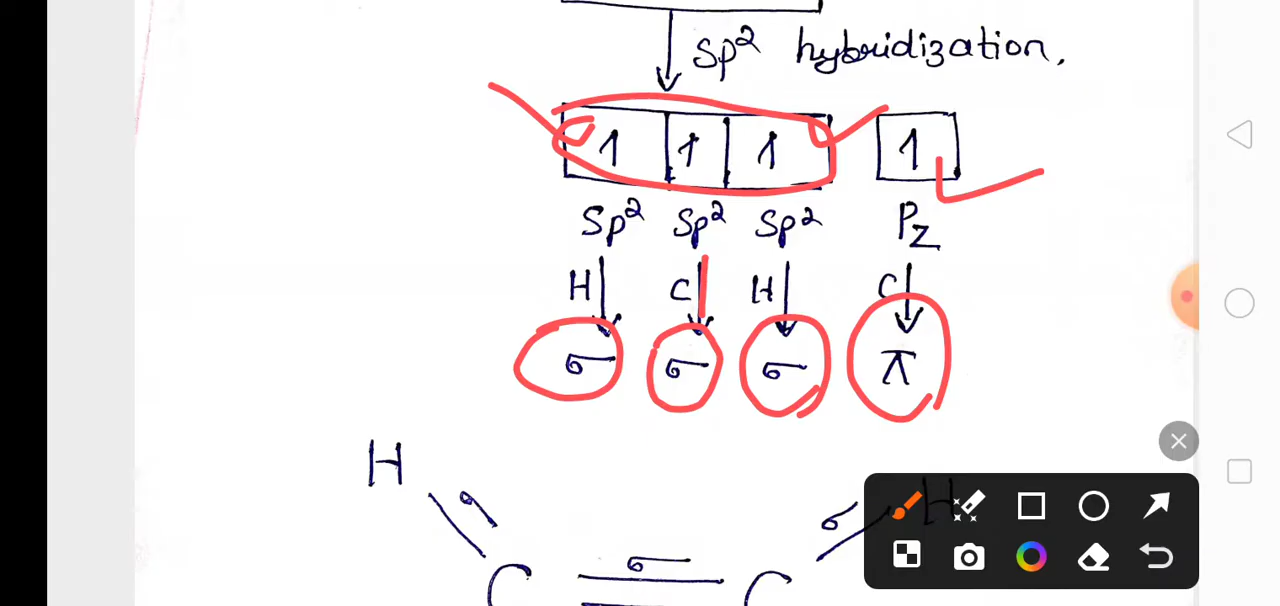 Sp² hybridization.
1 1 1 1
Sp² Sp² Sp² Pz
H C H C
σ σ σ π
H H
σ σ
σ
C C